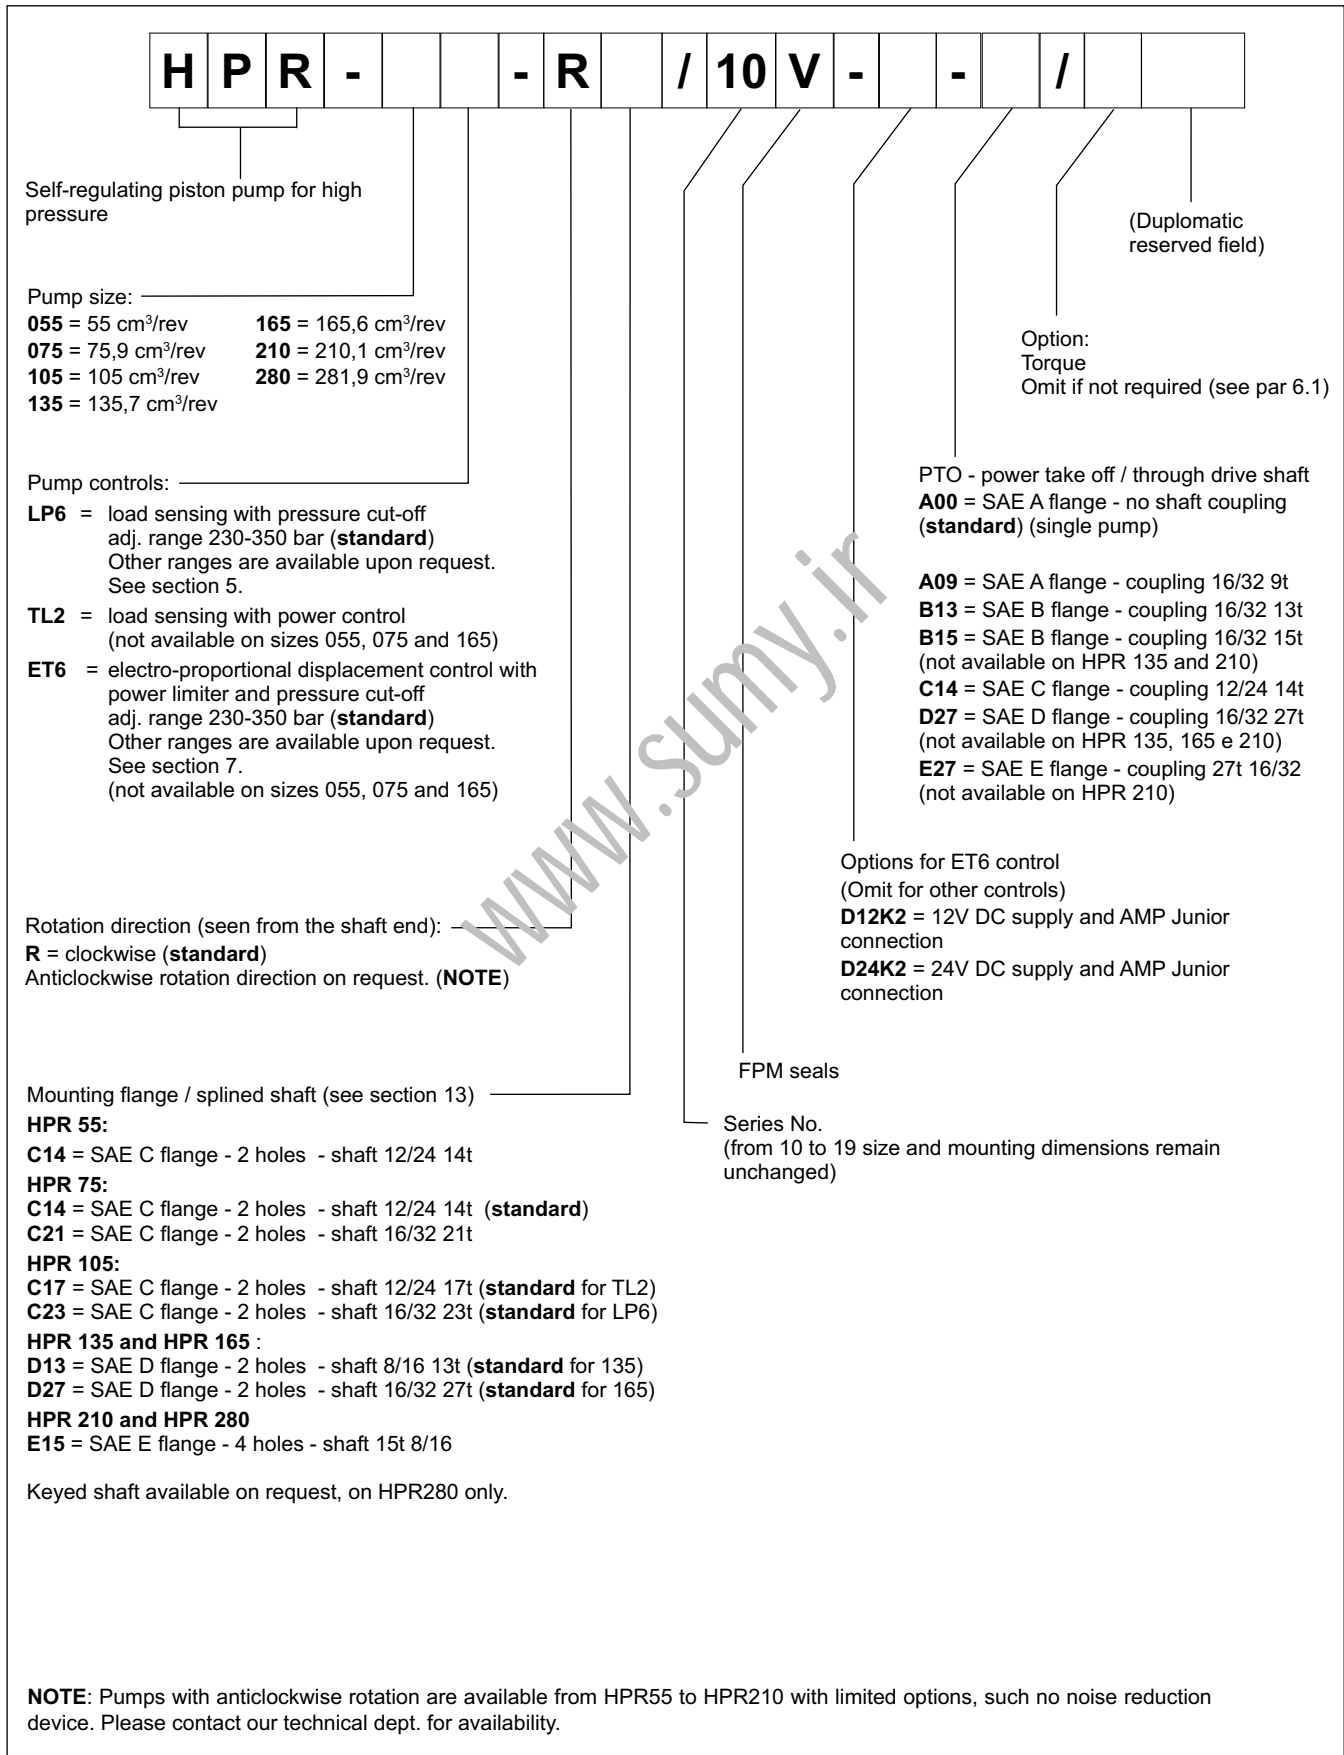 HPR- -R /10V- - /
Self-regulating piston pump for high
pressure
(Duplomatic
reserved field)
Pump size:
055 = 55 cm³/rev 165 = 165,6 cm³/rev
075 = 75,9 cm³/rev 210 = 210,1 cm³/rev
105 = 105 cm³/rev 280 = 281,9 cm³/rev
135 = 135,7 cm³/rev
Option:
Torque
Omit if not required (see par 6.1)
Pump controls:
LP6 = load sensing with pressure cut-off
adj. range 230-350 bar (standard)
Other ranges are available upon request.
See section 5.
TL2 = load sensing with power control
(not available on sizes 055, 075 and 165)
ET6 = electro-proportional displacement control with
power limiter and pressure cut-off
adj. range 230-350 bar (standard)
Other ranges are available upon request.
See section 7.
(not available on sizes 055, 075 and 165)
PTO - power take off / through drive shaft
A00 = SAE A flange - no shaft coupling
(standard) (single pump)
A09 = SAE A flange - coupling 16/32 9t
B13 = SAE B flange - coupling 16/32 13t
B15 = SAE B flange - coupling 16/32 15t
(not available on HPR 135 and 210)
C14 = SAE C flange - coupling 12/24 14t
D27 = SAE D flange - coupling 16/32 27t
(not available on HPR 135, 165 e 210)
E27 = SAE E flange - coupling 27t 16/32
(not available on HPR 210)
www.sumy.ir
Options for ET6 control
(Omit for other controls)
D12K2 = 12V DC supply and AMP Junior
connection
D24K2 = 24V DC supply and AMP Junior
connection
Rotation direction (seen from the shaft end):
R = clockwise (standard)
Anticlockwise rotation direction on request. (NOTE)
FPM seals
Series No.
(from 10 to 19 size and mounting dimensions remain
unchanged)
Mounting flange / splined shaft (see section 13)
HPR 55:
C14 = SAE C flange - 2 holes - shaft 12/24 14t
HPR 75:
C14 = SAE C flange - 2 holes - shaft 12/24 14t (standard)
C21 = SAE C flange - 2 holes - shaft 16/32 21t
HPR 105:
C17 = SAE C flange - 2 holes - shaft 12/24 17t (standard for TL2)
C23 = SAE C flange - 2 holes - shaft 16/32 23t (standard for LP6)
HPR 135 and HPR 165 :
D13 = SAE D flange - 2 holes - shaft 8/16 13t (standard for 135)
D27 = SAE D flange - 2 holes - shaft 16/32 27t (standard for 165)
HPR 210 and HPR 280
E15 = SAE E flange - 4 holes - shaft 15t 8/16
Keyed shaft available on request, on HPR280 only.
NOTE: Pumps with anticlockwise rotation are available from HPR55 to HPR210 with limited options, such no noise reduction
device. Please contact our technical dept. for availability.